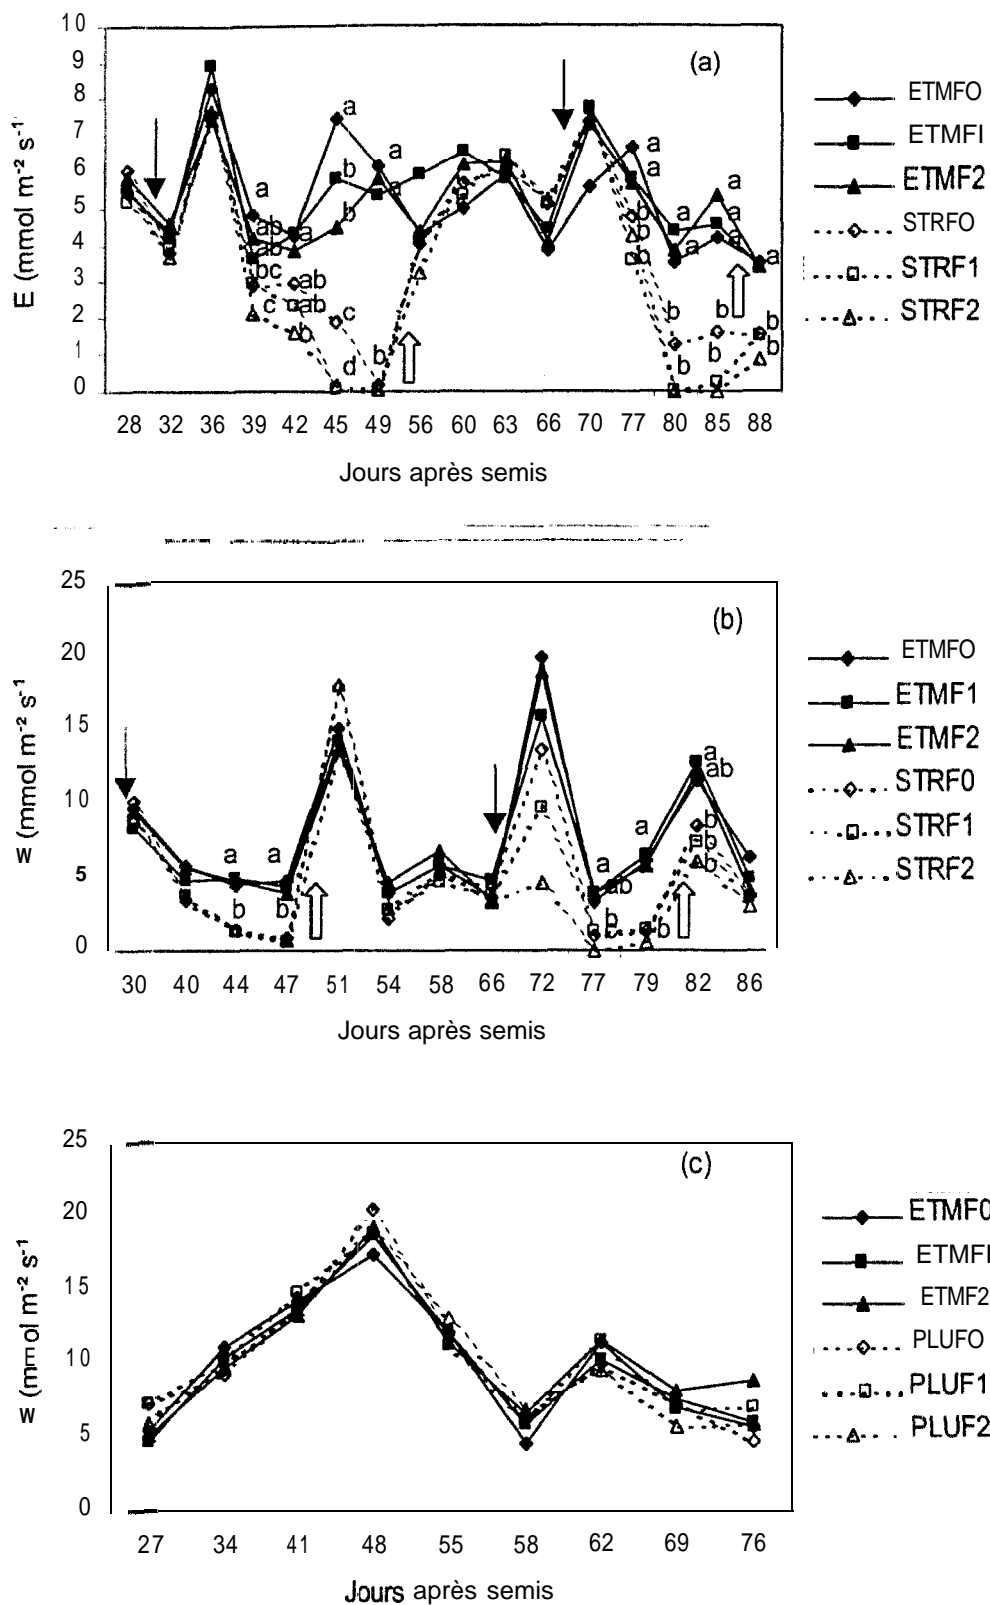 10
9
8
7
6
5
4
3
2
1
0
E (mmol m⁻² s⁻¹
(a)
a
b
a
a
a
ab
ab
bc
c
a
ab
ab
b
b
c
d
b
a
a
b
b
b
a
a
b
b
a
a
a
b
b
a
b
b
28 32 36 39 42 45 49 56 60 63 66 70 77 80 85 88
Jours après semis
ETMFO
ETMFI
ETMF2
STRFO
STRF1
STRF2
25
20
15
10
5
0
w (mmol m⁻² s⁻¹
(b)
a
a
b
b
a
ab
b
a
b
a
ab
b
b
b
30 40 44 47 51 54 58 66 72 77 79 82 86
Jours après semis
ETMFO
ETMF1
ETMF2
STRF0
STRF1
STRF2
25
20
15
10
5
0
w (mmol m⁻² s⁻¹
(c)
27 34 41 48 55 58 62 69 76
Jours après semis
ETMF0
ETMFI
ETMF2
PLUFO
PLUF1
PLUF2